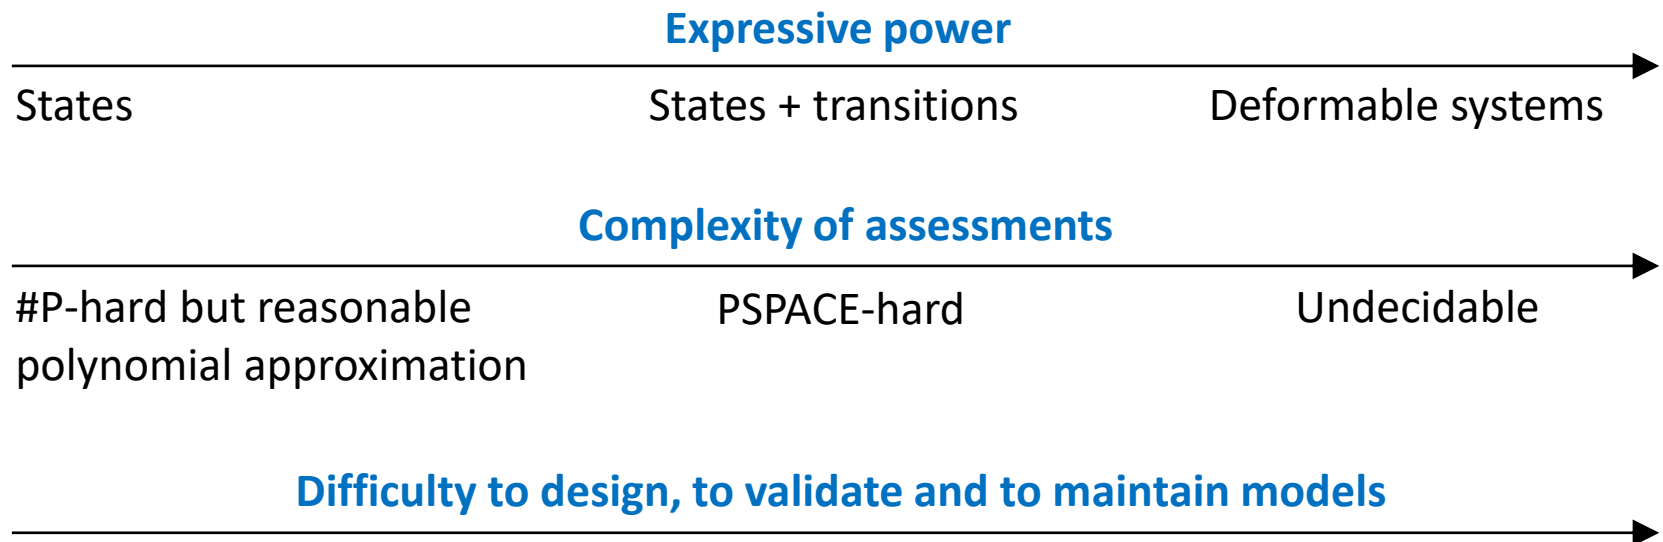 Expressive power
States
States + transitions
Deformable systems
Complexity of assessments
#P-hard but reasonable
polynomial approximation
PSPACE-hard
Undecidable
Difficulty to design, to validate and to maintain models